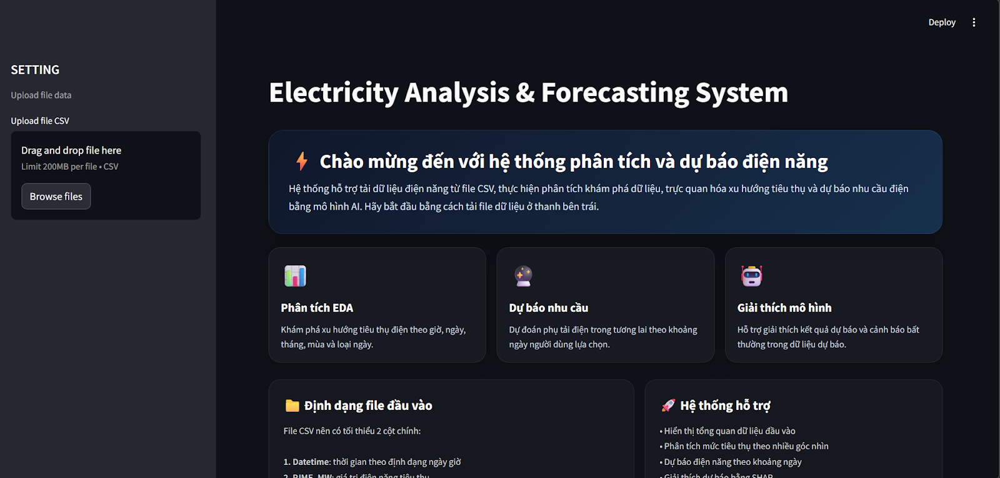 Deploy
SETTING
Upload file data
Upload file CSV
Drag and drop file here
Limit 200MB per file • CSV
Browse files
Electricity Analysis & Forecasting System
Chào mừng đến với hệ thống phân tích và dự báo điện năng
Hệ thống hỗ trợ tải dữ liệu điện năng từ file CSV, thực hiện phân tích khám phá dữ liệu, trực quan hóa xu hướng tiêu thụ và dự báo nhu cầu điện
bằng mô hình AI. Hãy bắt đầu bằng cách tải file dữ liệu ở thanh bên trái.
Phân tích EDA
Khám phá xu hướng tiêu thụ điện theo giờ, ngày,
tháng, mùa và loại ngày.
Dự báo nhu cầu
Dự đoán phụ tải điện trong tương lai theo khoảng
ngày người dùng lựa chọn.
Giải thích mô hình
Hỗ trợ giải thích kết quả dự báo và cảnh báo bất
thường trong dữ liệu dự báo.
Định dạng file đầu vào
File CSV nên có tối thiểu 2 cột chính:
1. Datetime: thời gian theo định dạng ngày giờ
2. PJME_MW: giá trị điện năng tiêu thụ
Hệ thống hỗ trợ
• Hiển thị tổng quan dữ liệu đầu vào
• Phân tích mức tiêu thụ theo nhiều góc nhìn
• Dự báo điện năng theo khoảng ngày
• Giải thích dự báo bằng SHAP